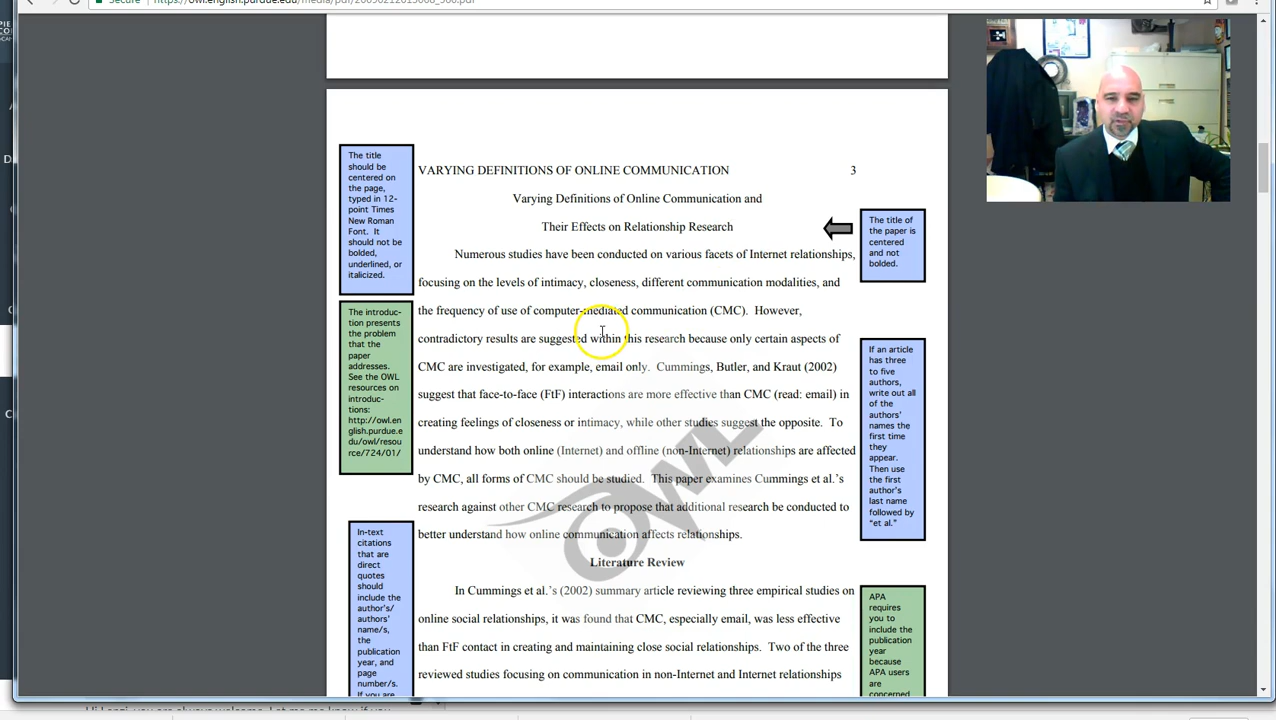 Secure
https://owl.english.purdue.edu/media/pdf/20090212013008_560.pdf
VARYING DEFINITIONS OF ONLINE COMMUNICATION 3
Varying Definitions of Online Communication and
Their Effects on Relationship Research
Numerous studies have been conducted on various facets of Internet relationships,
focusing on the levels of intimacy, closeness, different communication modalities, and
the frequency of use of computer-mediated communication (CMC). However,
contradictory results are suggested within this research because only certain aspects of
CMC are investigated, for example, email only. Cummings, Butler, and Kraut (2002)
suggest that face-to-face (FtF) interactions are more effective than CMC (read: email) in
creating feelings of closeness or intimacy, while other studies suggest the opposite. To
understand how both online (Internet) and offline (non-Internet) relationships are affected
by CMC, all forms of CMC should be studied. This paper examines Cummings et al.'s
research against other CMC research to propose that additional research be conducted to
better understand how online communication affects relationships.
Literature Review
In Cummings et al.'s (2002) summary article reviewing three empirical studies on
online social relationships, it was found that CMC, especially email, was less effective
than FtF contact in creating and maintaining close social relationships. Two of the three
reviewed studies focusing on communication in non-Internet and Internet relationships
OWL
The title
should be
centered on
the page,
typed in 12-
point Times
New Roman
Font. It
should not be
bolded,
underlined, or
italicized.
The introduc-
tion presents
the problem
that the
paper
addresses.
See the OWL
resources on
introduc-
tions:
http://owl.en
glish.purdue.e
du/owl/resou
rce/724/01/
In-text
citations
that are
direct
quotes
should
include the
author's/
authors'
name/s,
the
publication
year, and
page
number/s.
If you are
The title of
the paper is
centered
and not
bolded.
If an article
has three
to five
authors,
write out all
of the
authors'
names the
first time
they
appear.
Then use
the first
author's
last name
followed by
"et al."
APA
requires
you to
include the
publication
year
because
APA users
are
concerned